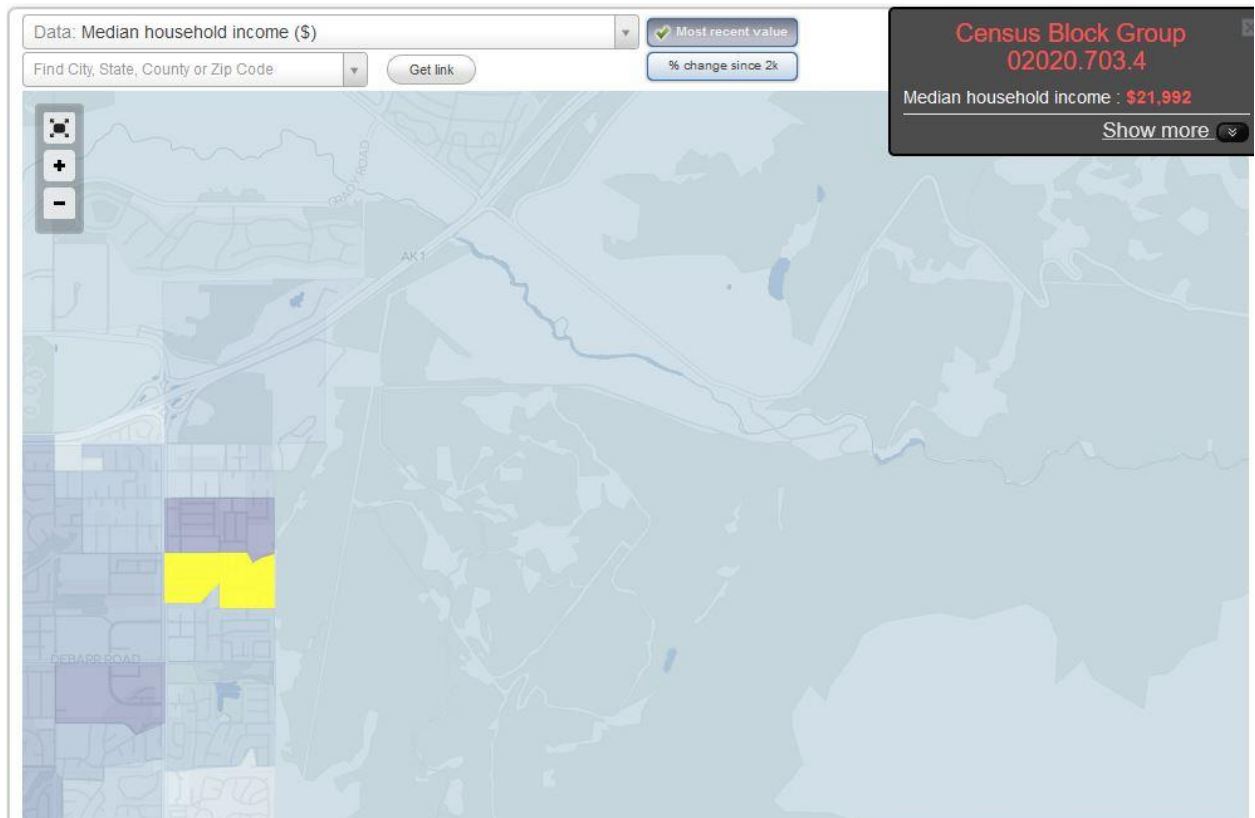 Data: Median household income ($)
Most recent value
Find City, State, County or Zip Code
Get link
% change since 2k
Census Block Group
02020.703.4
Median household income : $21,992
Show more
+
−
GRADY ROAD
AK 1
DEBARR ROAD